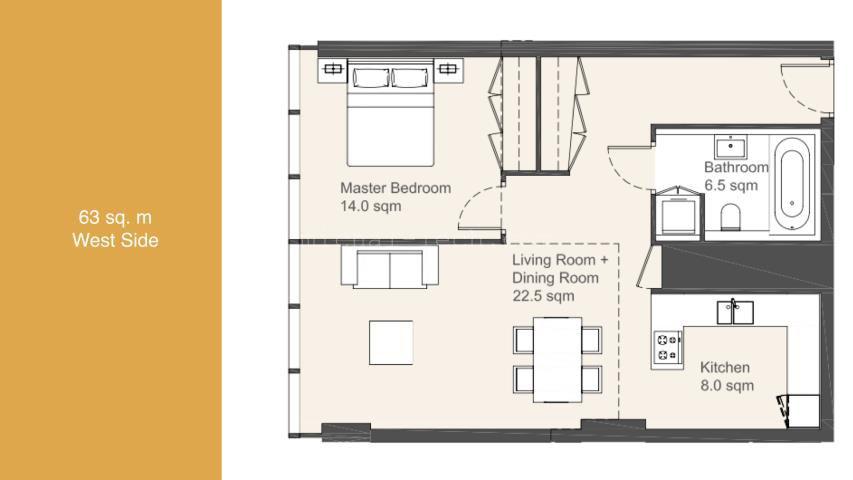 63 sq. m
West Side
Master Bedroom
14.0 sqm
Bathroom
6.5 sqm
Living Room +
Dining Room
22.5 sqm
Kitchen
8.0 sqm